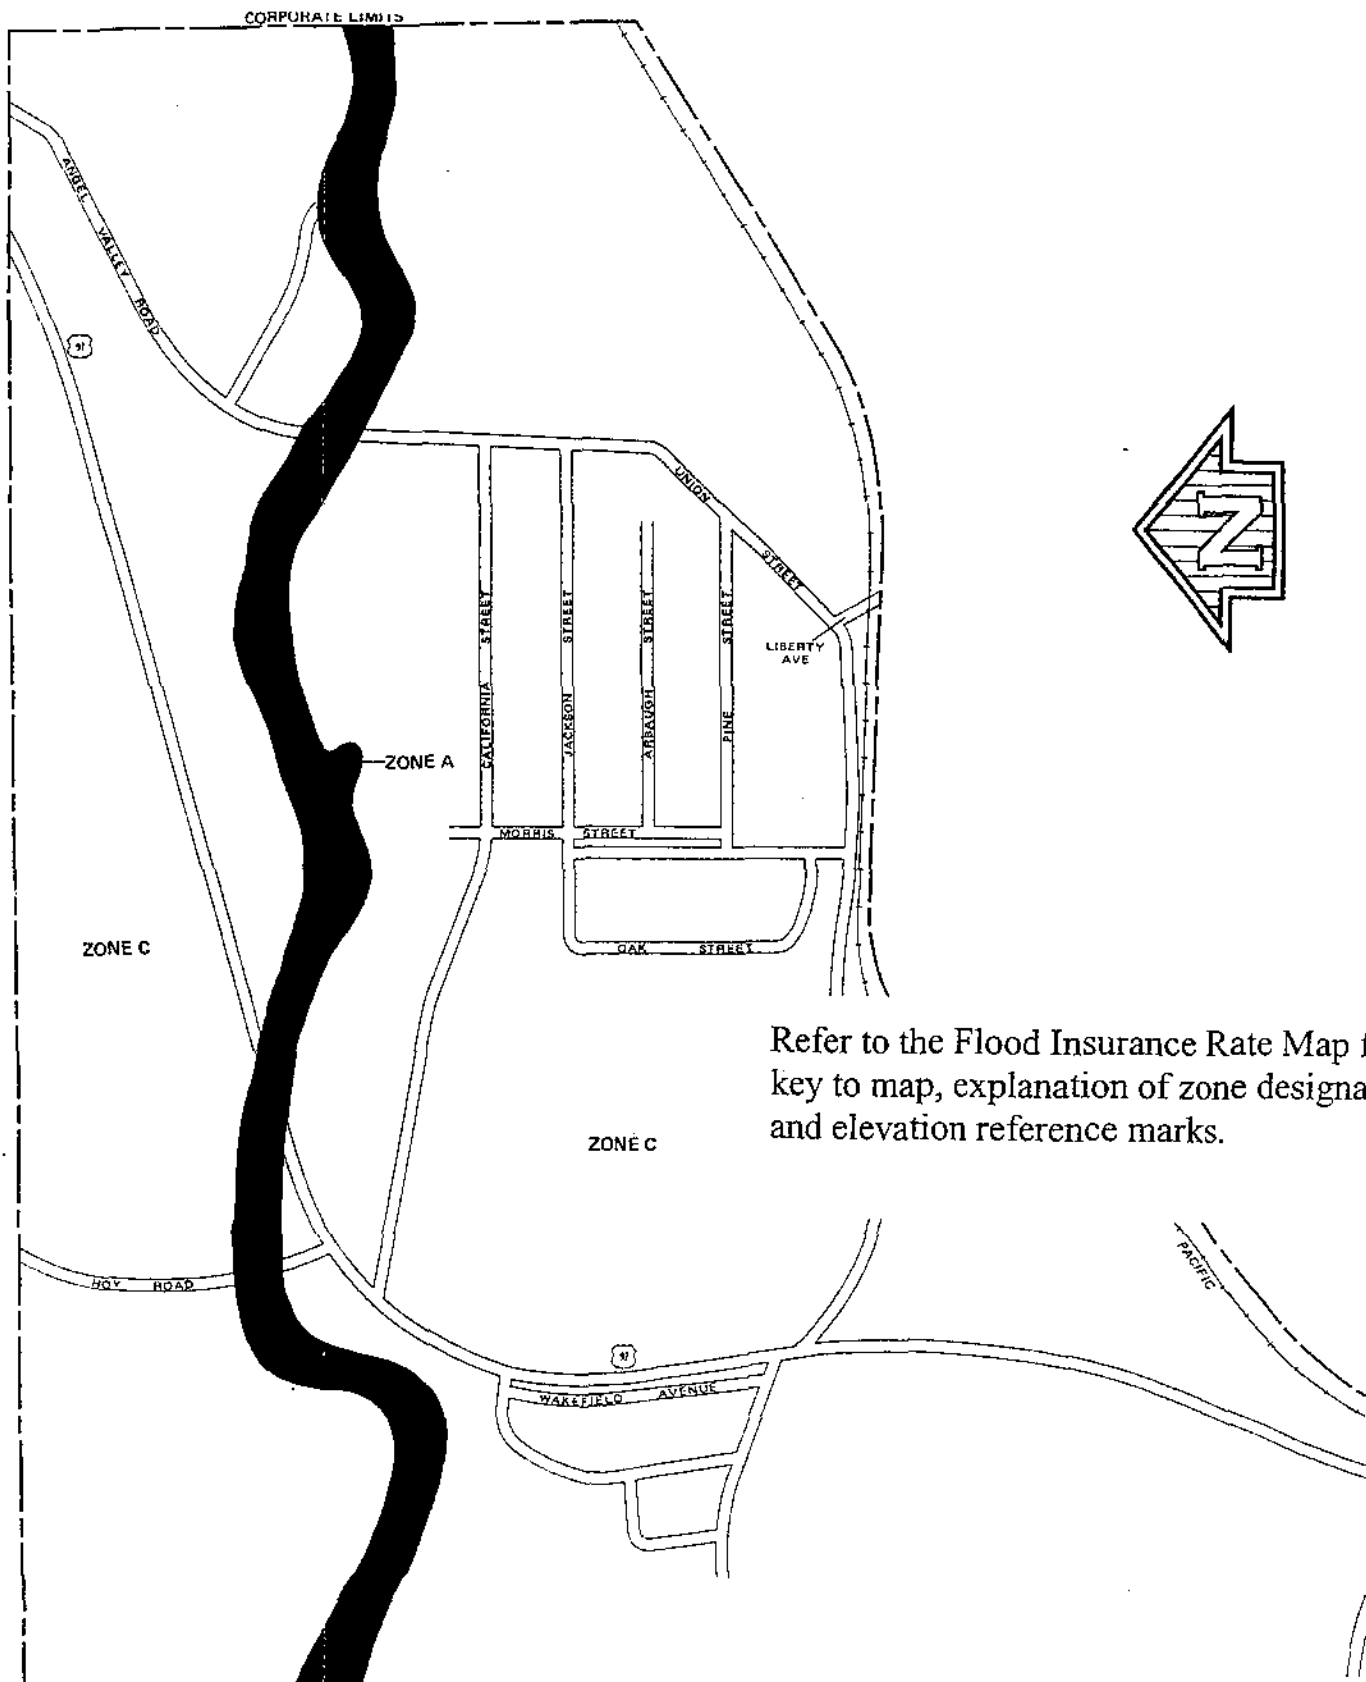 CORPORATE LIMITS
ANGEL VALLEY ROAD
97
UNION STREET
N
CALIFORNIA STREET
JACKSON STREET
ARBAUGH STREET
PINE STREET
LIBERTY
AVE
ZONE A
MORRIS STREET
ZONE C
OAK STREET
Refer to the Flood Insurance Rate Map
key to map, explanation of zone designa
and elevation reference marks.
ZONE C
PACIFIC
HOY ROAD
97
WAKEFIELD AVENUE